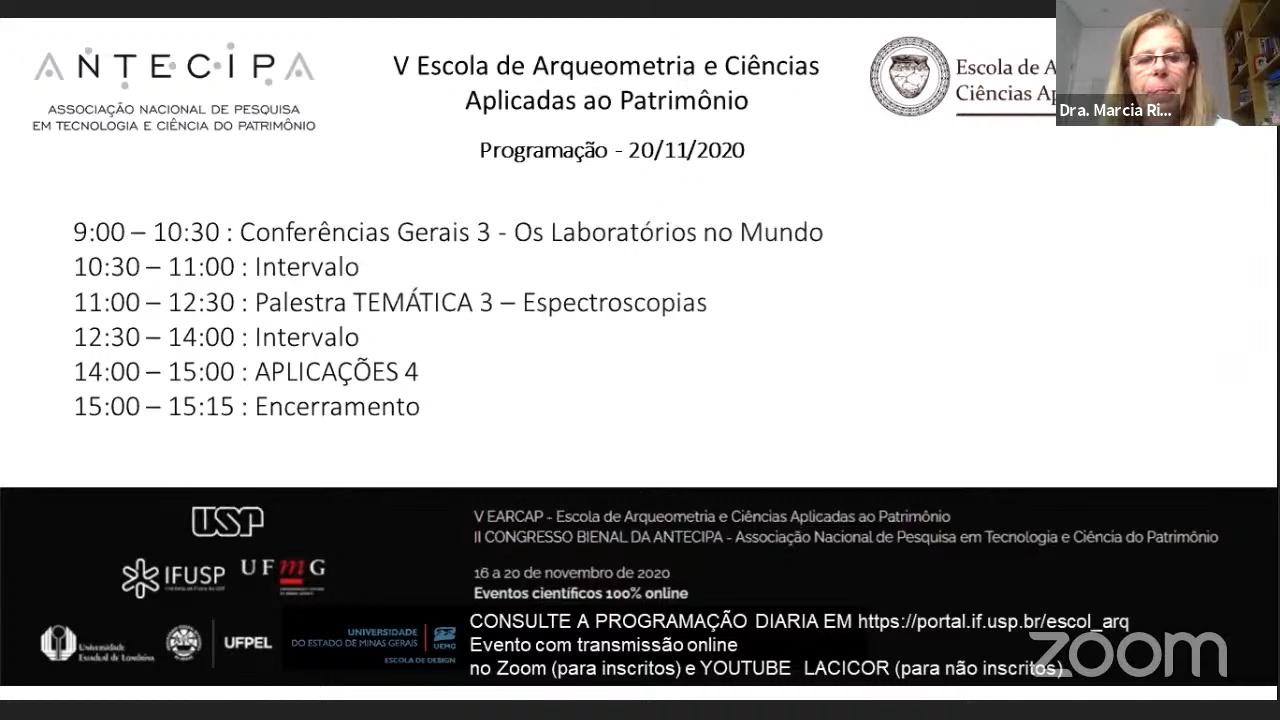 ANTECIPA
ASSOCIAÇÃO NACIONAL DE PESQUISA
EM TECNOLOGIA E CIÊNCIA DO PATRIMÔNIO
V Escola de Arqueometria e Ciências
Aplicadas ao Patrimônio
Programação - 20/11/2020
Escola de A
Ciências Ap
Dra. Marcia Ri...
9:00 – 10:30 : Conferências Gerais 3 - Os Laboratórios no Mundo
10:30 – 11:00 : Intervalo
11:00 – 12:30 : Palestra TEMÁTICA 3 – Espectroscopias
12:30 – 14:00 : Intervalo
14:00 – 15:00 : APLICAÇÕES 4
15:00 – 15:15 : Encerramento
USP
IFUSP
UFmG
Universidade
Estadual de Londrina
UFPEL
UNIVERSIDADE
DO ESTADO DE MINAS GERAIS
UEMG
ESCOLA DE DESIGN
V EARCAP - Escola de Arqueometria e Ciências Aplicadas ao Patrimônio
II CONGRESSO BIENAL DA ANTECIPA - Associação Nacional de Pesquisa em Tecnologia e Ciência do Patrimônio
16 a 20 de novembro de 2020
Eventos científicos 100% online
CONSULTE A PROGRAMAÇÃO DIARIA EM https://portal.if.usp.br/escol_arq
Evento com transmissão online
no Zoom (para inscritos) e YOUTUBE LACICOR (para não inscritos)
zoom